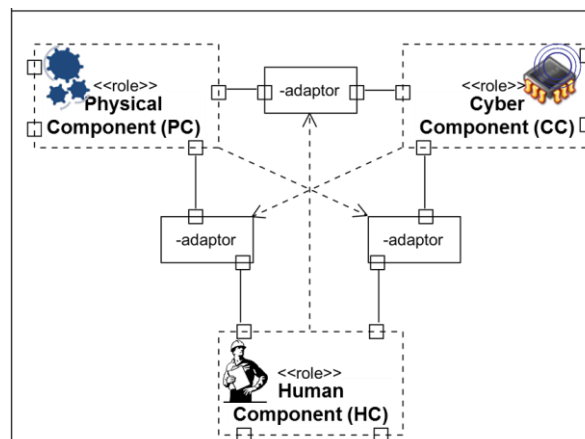 <<role>>
Physical
Component (PC)
-adaptor
<<role>>
Cyber
Component (CC)
-adaptor
-adaptor
<<role>>
Human
Component (HC)